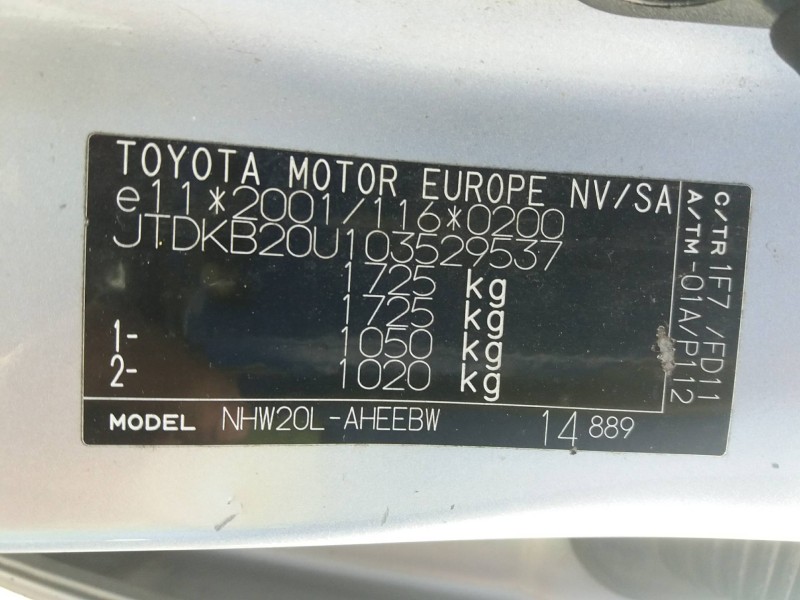 TOYOTA MOTOR EUROPE NV/SA
e11*2001/116*0200
JTDKB20U103529537
1725 kg
1725 kg
1- 1050 kg
2- 1020 kg
MODEL NHW20L-AHEEBW 14 889
C/TR 1F7 /FD11
A/TM -01A/P112